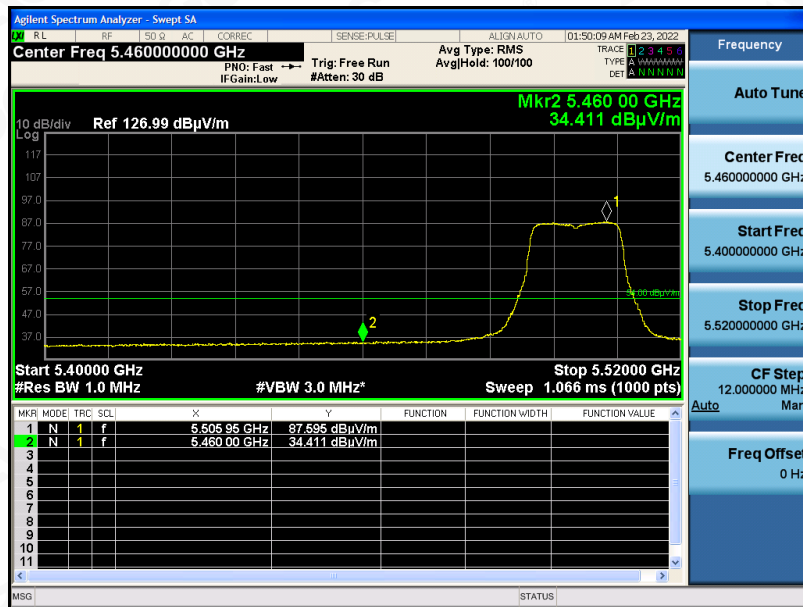 Agilent Spectrum Analyzer - Swept SA
LXI RL RF 50 Ω AC CORREC SENSE:PULSE ALIGN AUTO 01:50:09 AM Feb 23, 2022
Center Freq 5.460000000 GHz
PNO: Fast
IFGain:Low
Trig: Free Run
#Atten: 30 dB
Avg Type: RMS
Avg|Hold: 100/100
TRACE 1 2 3 4 5 6
TYPE A WWWWW
DET A N N N N N
Mkr2 5.460 00 GHz
34.411 dBµV/m
10 dB/div Ref 126.99 dBµV/m
Log
117
107
97.0
87.0
77.0
67.0
57.0
47.0
37.0
1
2
54.00 dBµV/m
Start 5.40000 GHz Stop 5.52000 GHz
#Res BW 1.0 MHz #VBW 3.0 MHz* Sweep 1.066 ms (1000 pts)
MKR MODE TRC SCL X Y FUNCTION FUNCTION WIDTH FUNCTION VALUE
1 N 1 f 5.505 95 GHz 87.595 dBµV/m
2 N 1 f 5.460 00 GHz 34.411 dBµV/m
3
4
5
6
7
8
9
10
11
MSG STATUS
Frequency
Auto Tune
Center Freq
5.460000000 GHz
Start Freq
5.400000000 GHz
Stop Freq
5.520000000 GHz
CF Step
12.000000 MHz
Auto Man
Freq Offset
0 Hz